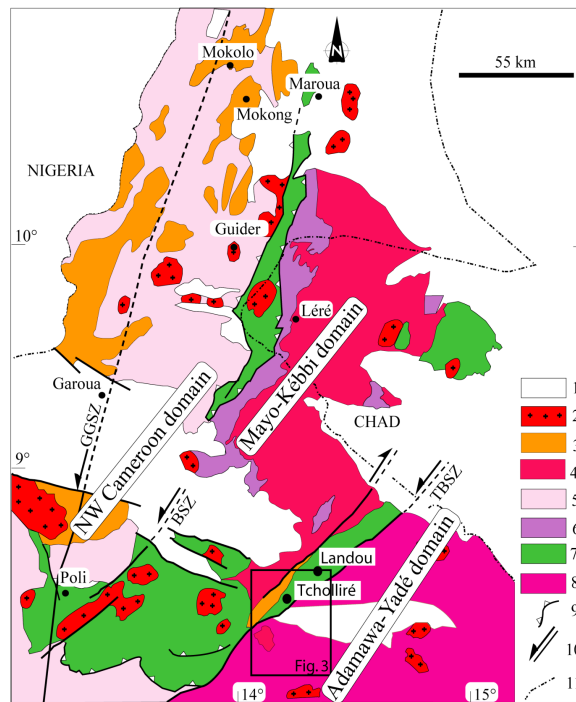 Mokolo
N
55 km
Maroua
Mokong
NIGERIA
10°
Guider
Léré
Mayo-Kébbi domain
Garoua
GGSZ
NW Cameroon domain
CHAD
9°
BSZ
TBSZ
Landou
Poli
Tcholliré
Adamawa-Yadé domain
Fig. 3
14°
15°
1
2
3
4
5
6
7
8
9
10
11